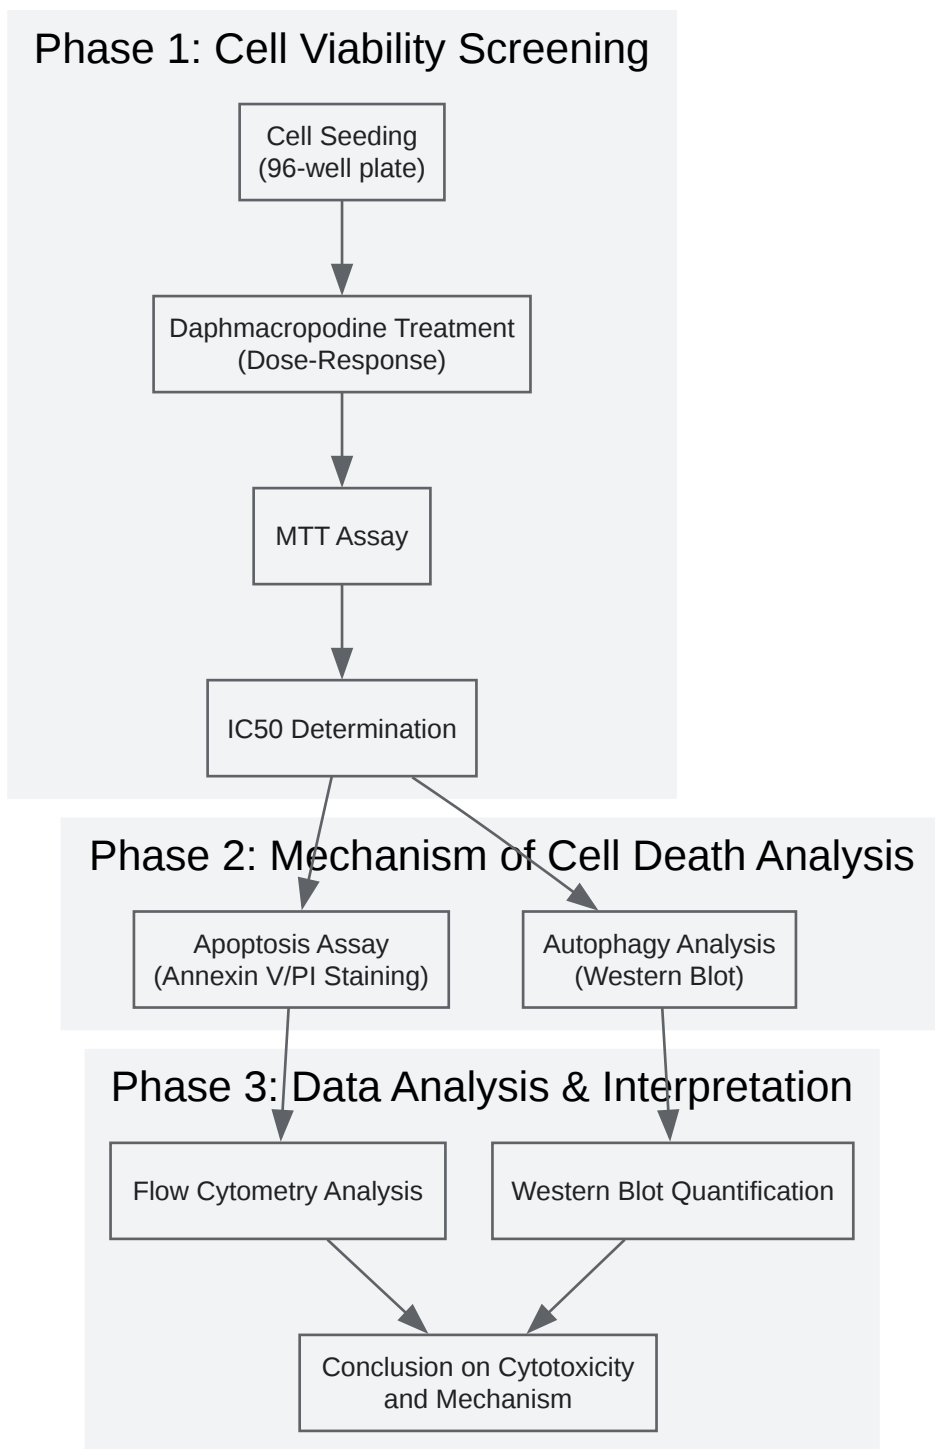 Phase 1: Cell Viability Screening
Cell Seeding
(96-well plate)
Daphmacropodine Treatment
(Dose-Response)
MTT Assay
IC50 Determination
Phase 2: Mechanism of Cell Death Analysis
Apoptosis Assay
(Annexin V/PI Staining)
Autophagy Analysis
(Western Blot)
Phase 3: Data Analysis & Interpretation
Flow Cytometry Analysis
Western Blot Quantification
Conclusion on Cytotoxicity
and Mechanism